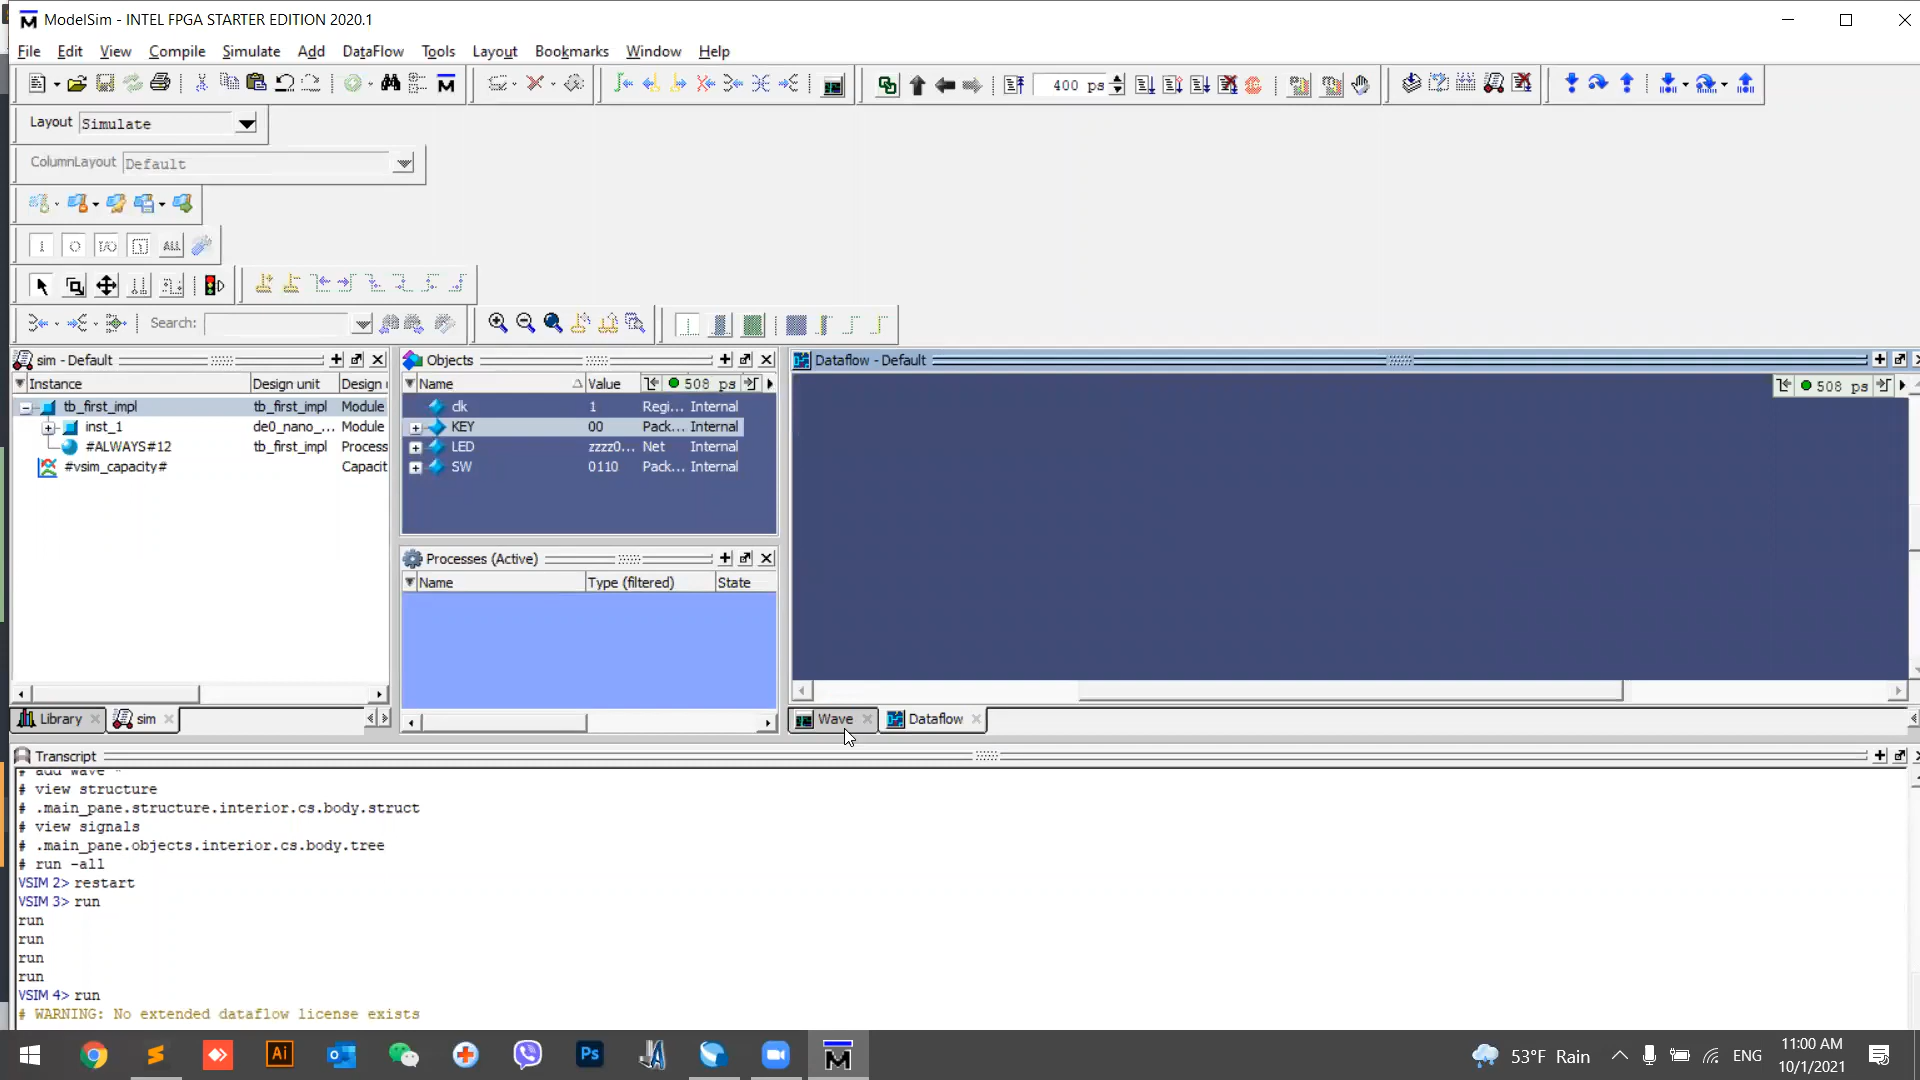 ModelSim - INTEL FPGA STARTER EDITION 2020.1
File Edit View Compile Simulate Add DataFlow Tools Layout Bookmarks Window Help
400 ps
Layout Simulate
ColumnLayout Default
ALL
Search:
sim - Default
Instance Design unit Design
tb_first_impl tb_first_impl Module
inst_1 de0_nano_... Module
#ALWAYS#12 tb_first_impl Process
#vsim_capacity# Capacit
Library sim
Objects
Name Value 508 ps
clk 1 Regi... Internal
KEY 00 Pack... Internal
LED zzzz0... Net Internal
SW 0110 Pack... Internal
Processes (Active)
Name Type (filtered) State
Dataflow - Default
508 ps
Wave Dataflow
Transcript
# add wave *
# view structure
# .main_pane.structure.interior.cs.body.struct
# view signals
# .main_pane.objects.interior.cs.body.tree
# run -all
VSIM 2> restart
VSIM 3> run
run
run
run
run
VSIM 4> run
# WARNING: No extended dataflow license exists
Ai
Ps
53°F Rain
ENG
11:00 AM
10/1/2021